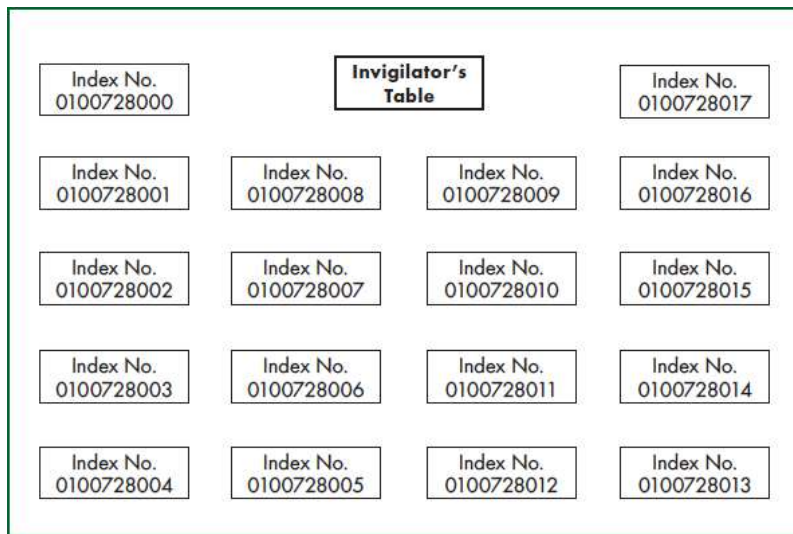 Index No.
0100728000
Invigilator's
Table
Index No.
0100728017
Index No.
0100728001
Index No.
0100728008
Index No.
0100728009
Index No.
0100728016
Index No.
0100728002
Index No.
0100728007
Index No.
0100728010
Index No.
0100728015
Index No.
0100728003
Index No.
0100728006
Index No.
0100728011
Index No.
0100728014
Index No.
0100728004
Index No.
0100728005
Index No.
0100728012
Index No.
0100728013